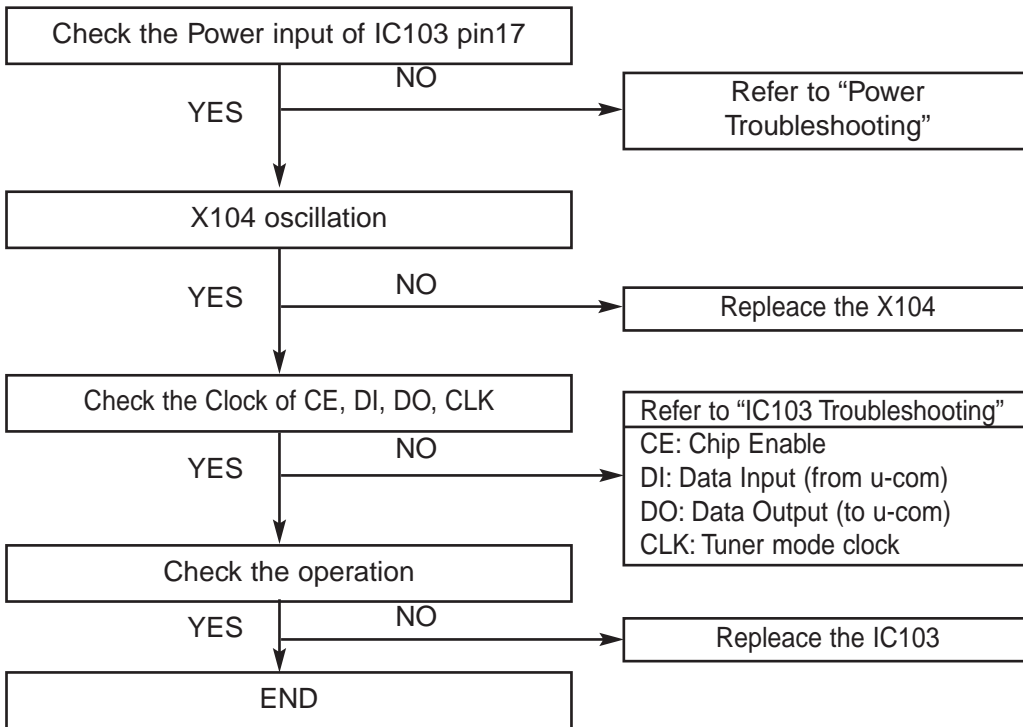 Check the Power input of IC103 pin17
NO
YES
Refer to “Power
Troubleshooting”
X104 oscillation
NO
YES
Repleace the X104
Check the Clock of CE, DI, DO, CLK
NO
YES
Refer to “IC103 Troubleshooting”
CE: Chip Enable
DI: Data Input (from u-com)
DO: Data Output (to u-com)
CLK: Tuner mode clock
Check the operation
NO
YES
Repleace the IC103
END